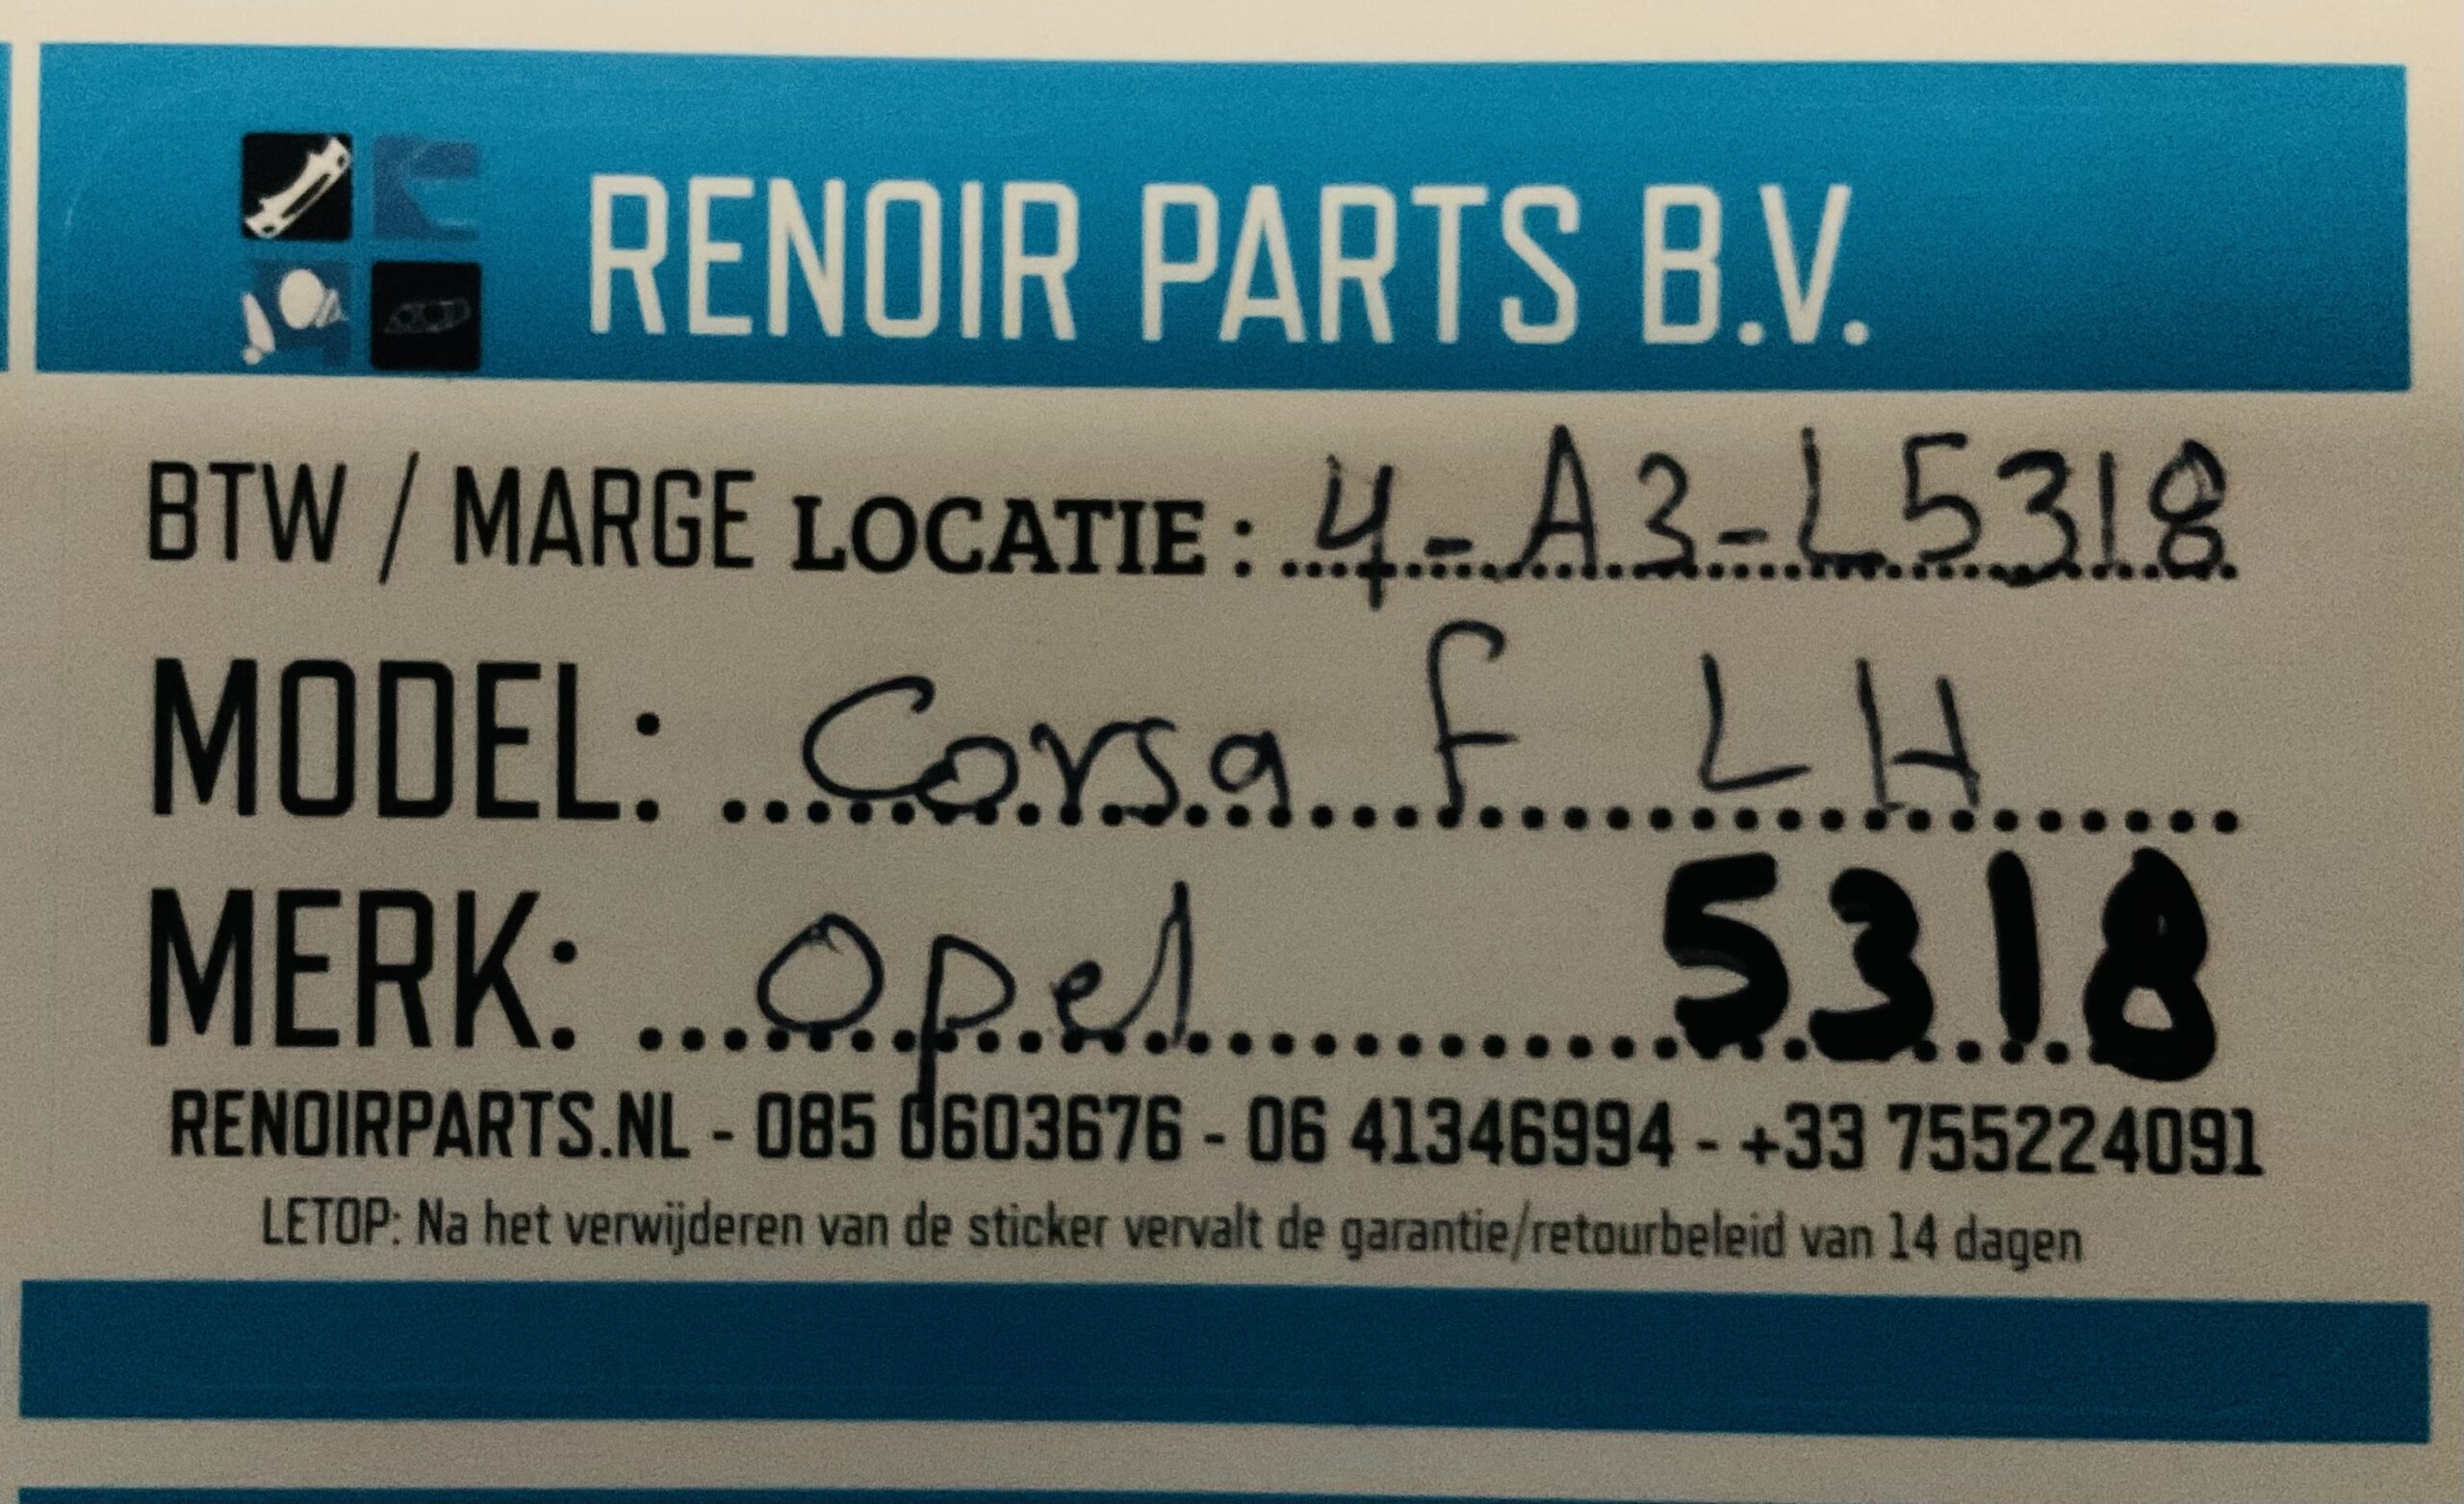 RENOIR PARTS B.V.
BTW / MARGE LOCATIE : 4-A3-L5318
MODEL: Corsa F LH
MERK: Opel 5318
RENOIRPARTS.NL - 085 0603676 - 06 41346994 - +33 755224091
LETOP: Na het verwijderen van de sticker vervalt de garantie/retourbeleid van 14 dagen